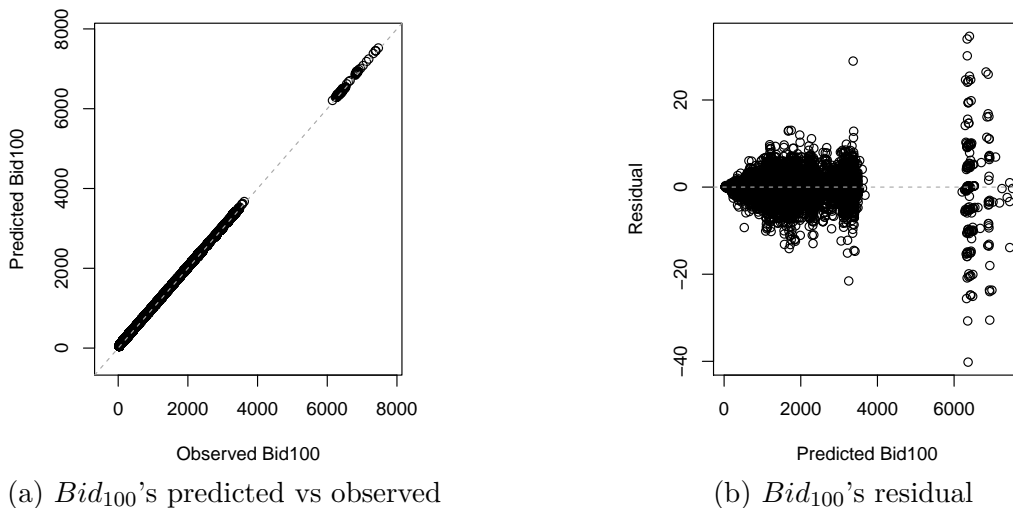 8000
6000
4000
2000
0
Predicted Bid100
0 2000 4000 6000 8000
Observed Bid100
(a) Bid100's predicted vs observed
20
0
−20
−40
Residual
0 2000 4000 6000
Predicted Bid100
(b) Bid100's residual